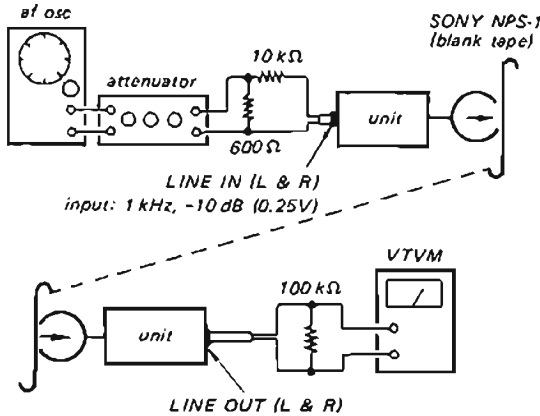 af osc
attenuator
10 kΩ
600 Ω
LINE IN (L & R)
input: 1 kHz, -10 dB (0.25V)
unit
SONY NPS-1
(blank tape)
unit
LINE OUT (L & R)
100 kΩ
VTVM